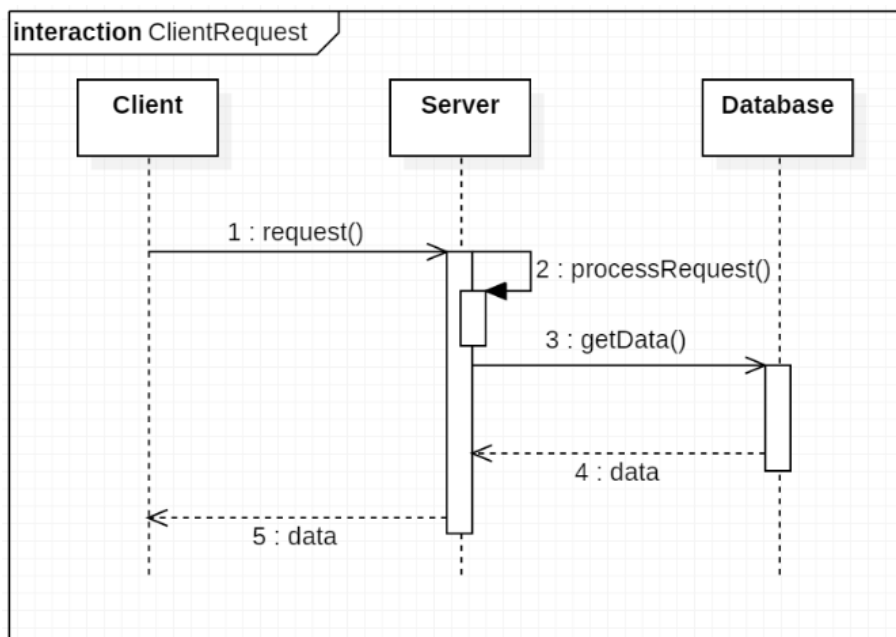 interaction ClientRequest
Client
Server
Database
1 : request()
2 : processRequest()
3 : getData()
4 : data
5 : data